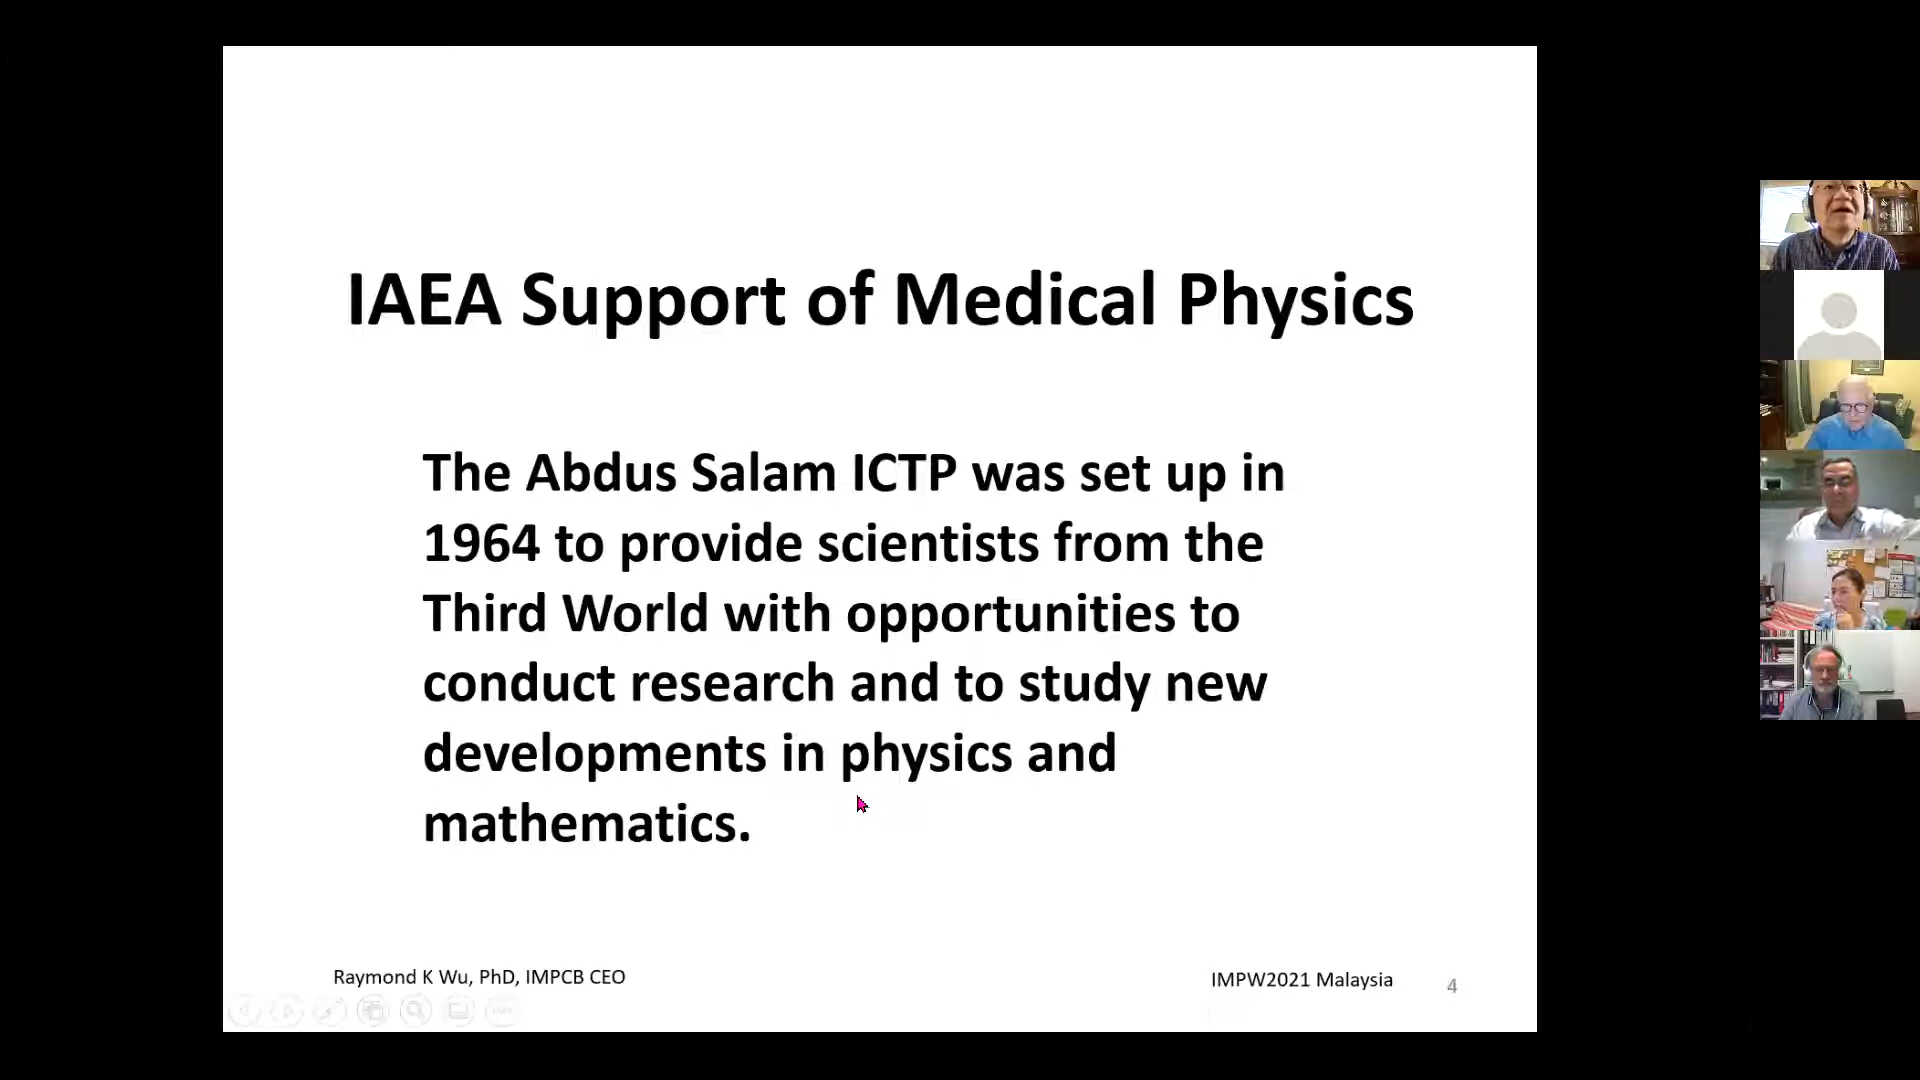 IAEA Support of Medical Physics
The Abdus Salam ICTP was set up in
1964 to provide scientists from the
Third World with opportunities to
conduct research and to study new
developments in physics and
mathematics.
Raymond K Wu, PhD, IMPCB CEO
IMPW2021 Malaysia
4